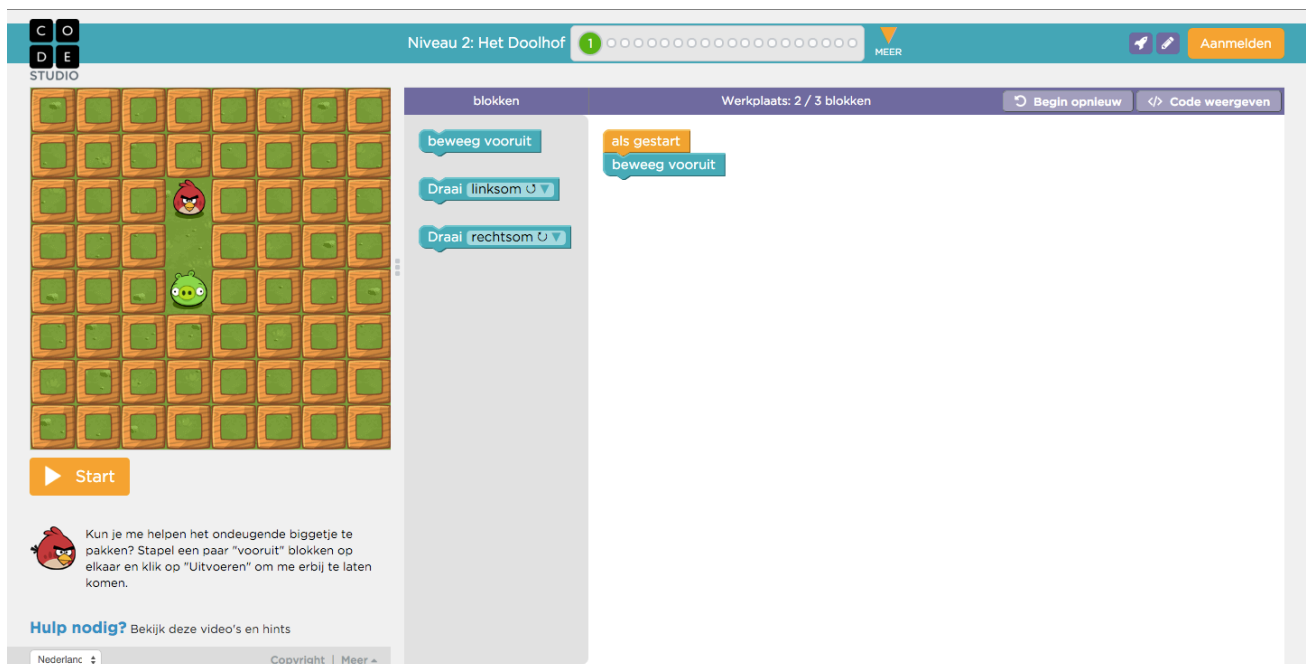 C O
D E
STUDIO
Niveau 2: Het Doolhof
1
MEER
Aanmelden
blokken
Werkplaats: 2 / 3 blokken
Begin opnieuw
</> Code weergeven
beweeg vooruit
Draai linksom ↺ ▼
Draai rechtsom ↻ ▼
als gestart
beweeg vooruit
Start
Kun je me helpen het ondeugende biggetje te
pakken? Stapel een paar "vooruit" blokken op
elkaar en klik op "Uitvoeren" om me erbij te laten
komen.
Hulp nodig? Bekijk deze video's en hints
Nederlanc
Copyright | Meer